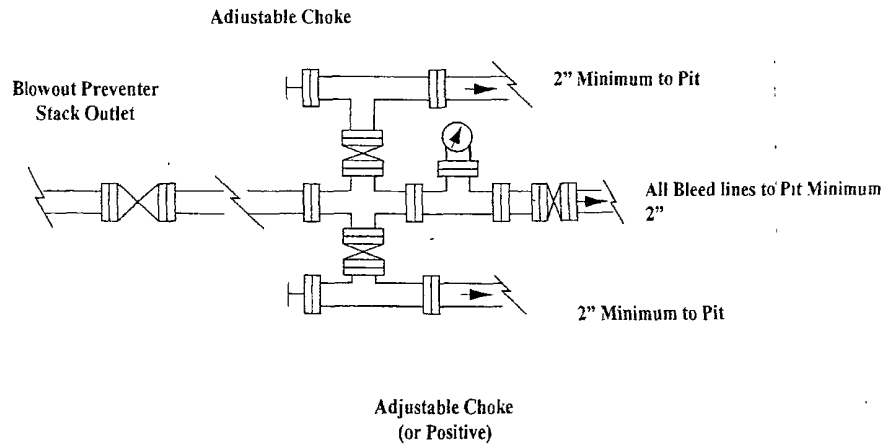 Adjustable Choke
2” Minimum to Pit
Blowout Preventer
Stack Outlet
All Bleed lines to Pit Minimum
2”
2” Minimum to Pit
Adjustable Choke
(or Positive)